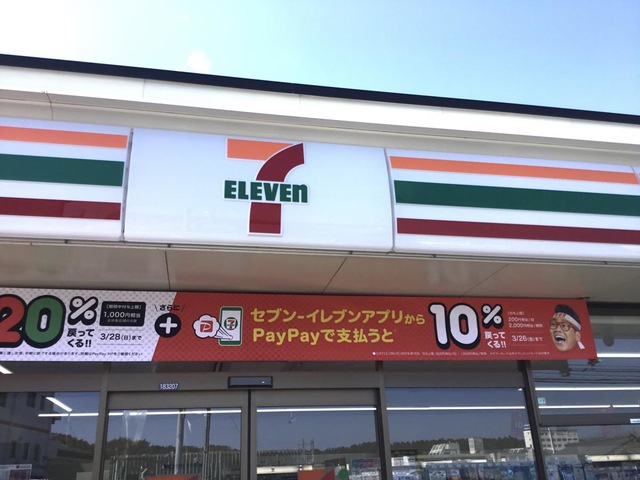 7
ELEVEn
20%
戻って
くる!!
1,000円相当
3/28(日)まで
さらに
+
セブン-イレブンアプリから
PayPayで支払うと
10%
戻って
くる!!
3/26(金)まで
183207